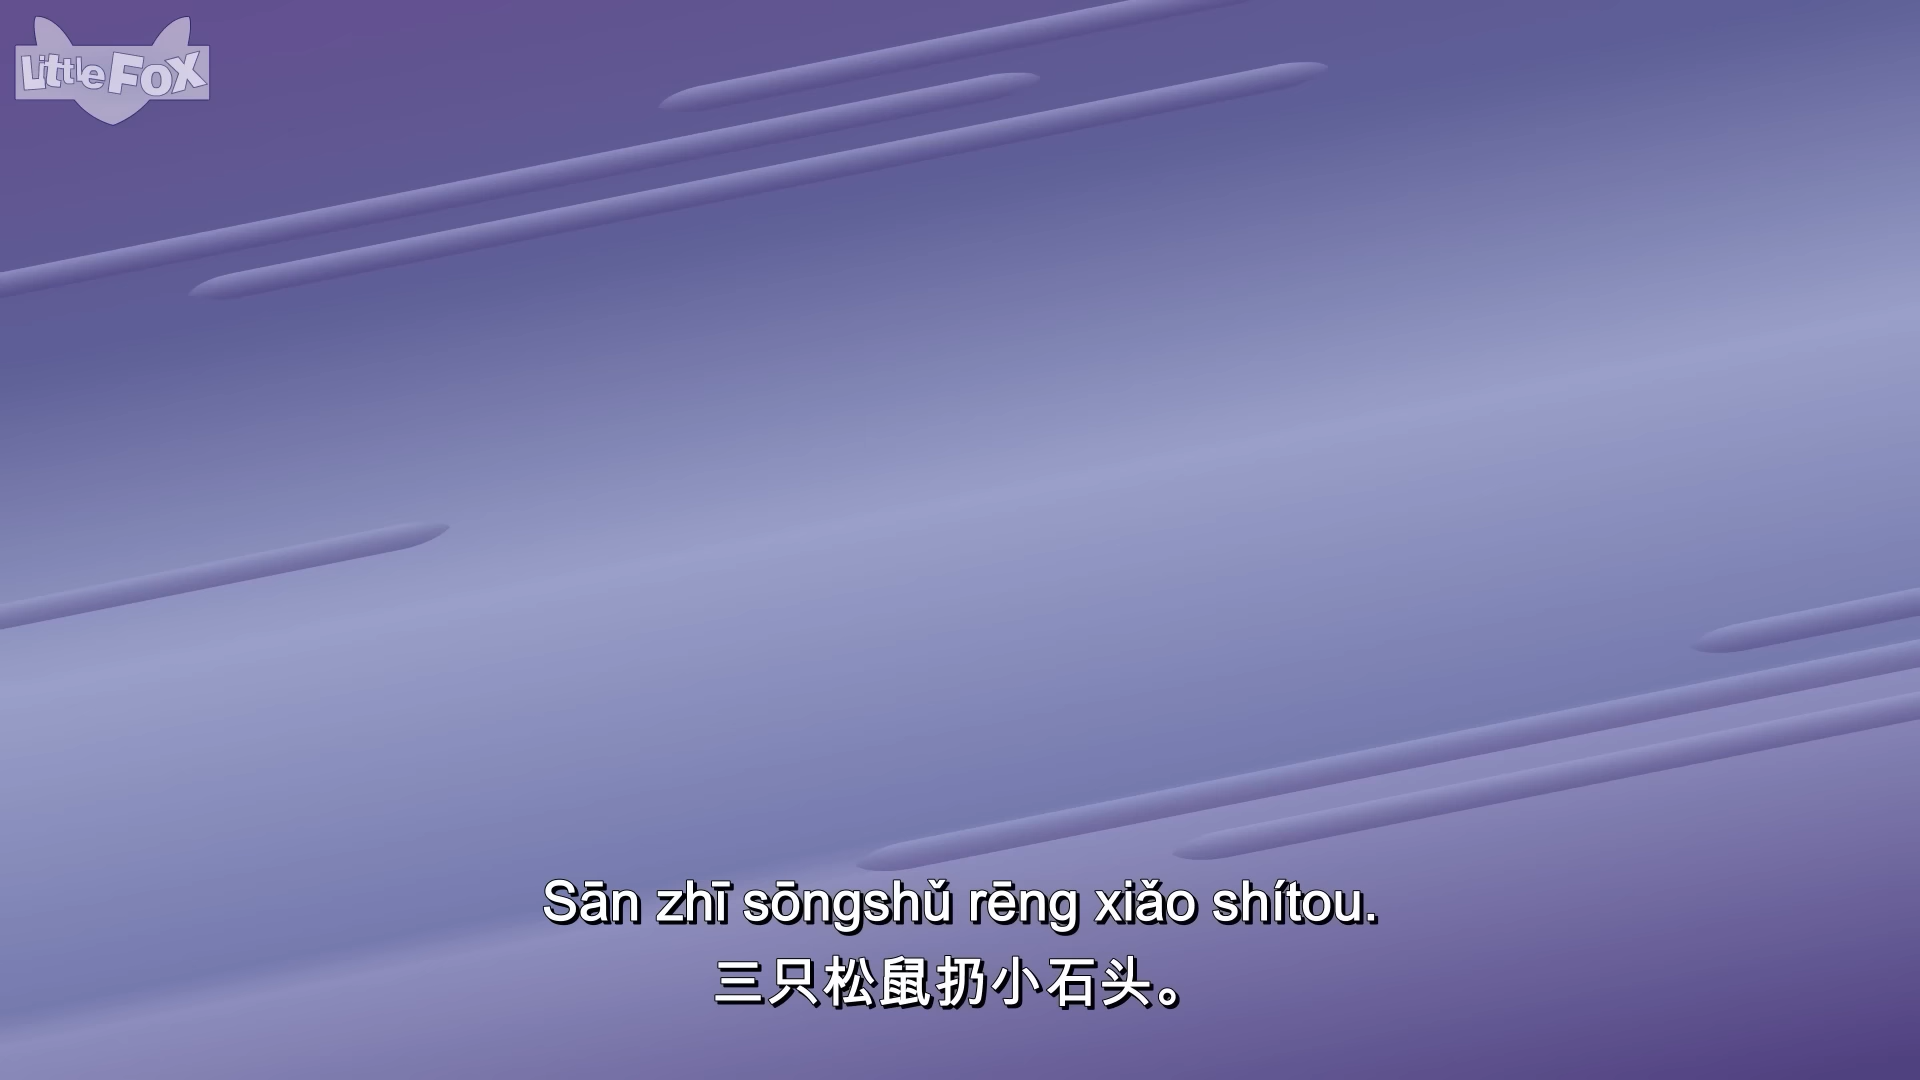 Little Fox
Sān zhī sōngshǔ rēng xiǎo shítou.
三只松鼠扔小石头。